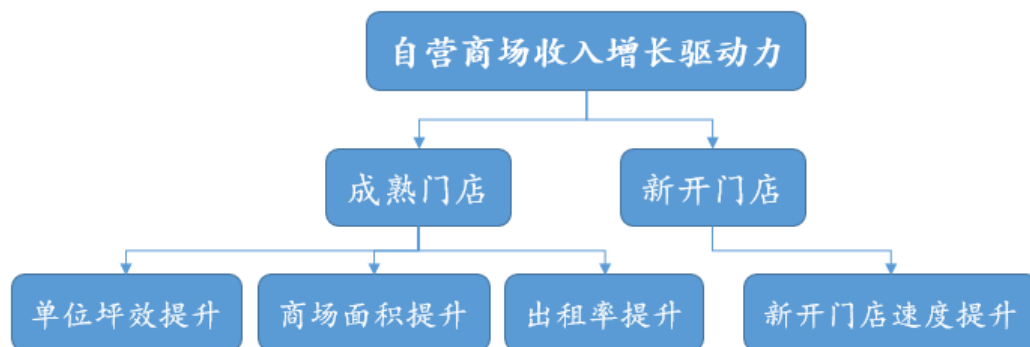 自营商场收入增长驱动力
成熟门店
新开门店
单位坪效提升
商场面积提升
出租率提升
新开门店速度提升